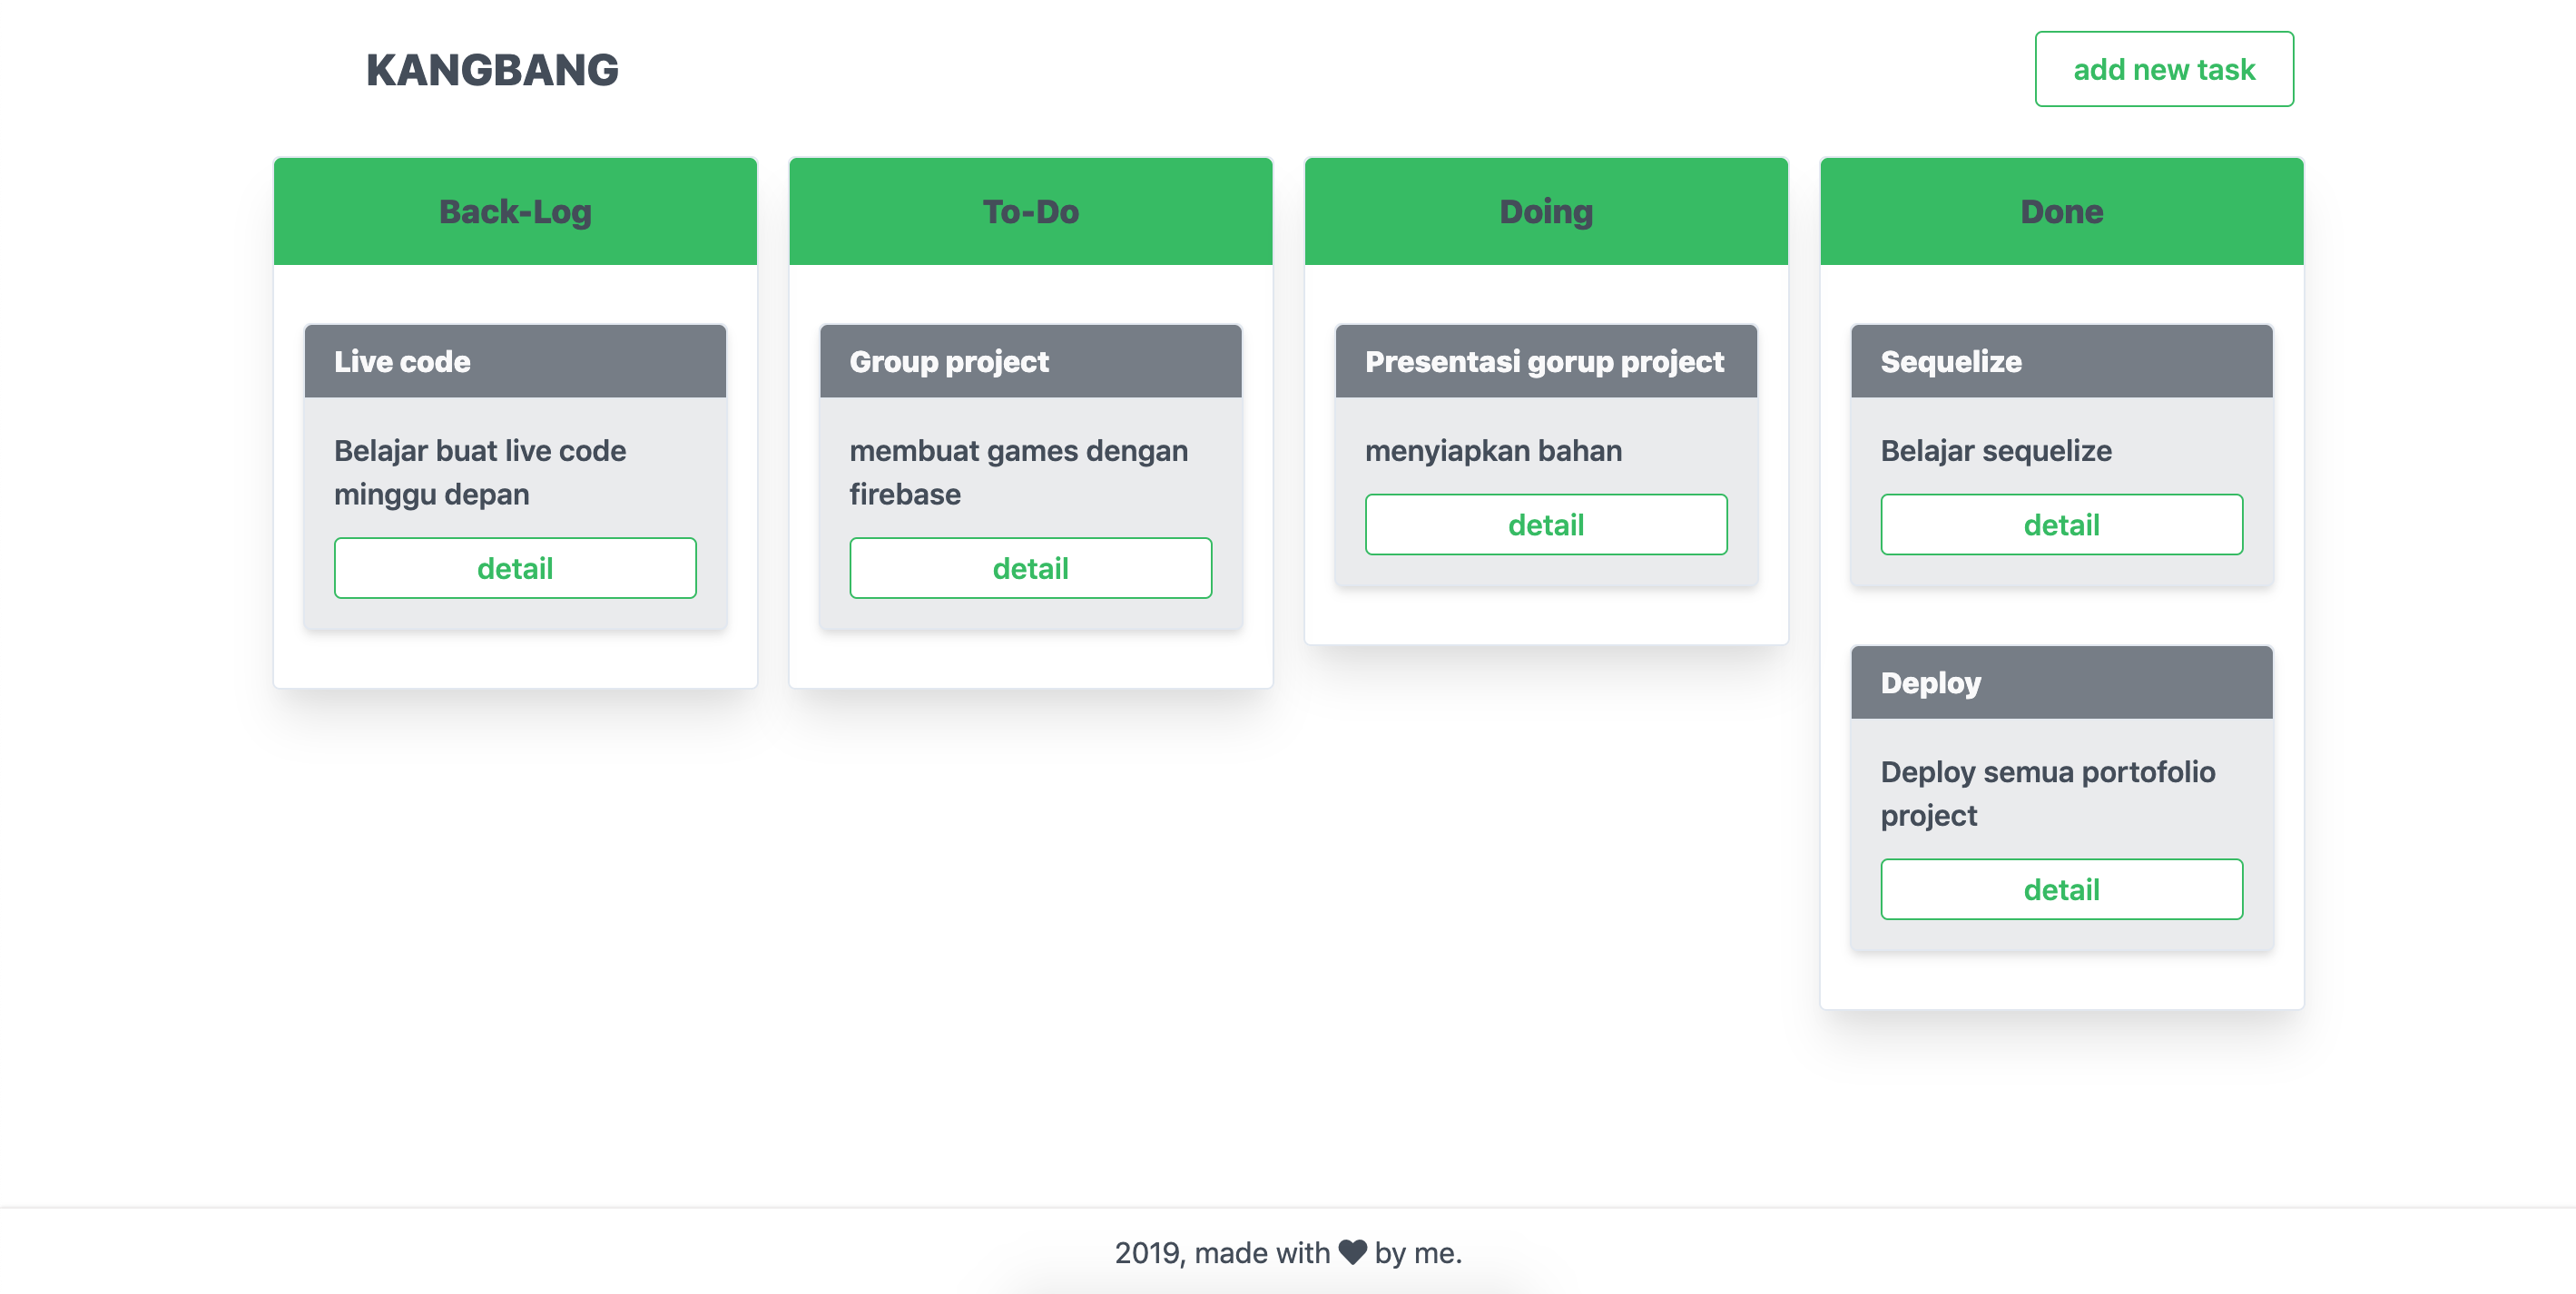 KANGBANG
add new task
Back-Log
Live code
Belajar buat live code
minggu depan
detail
To-Do
Group project
membuat games dengan
firebase
detail
Doing
Presentasi gorup project
menyiapkan bahan
detail
Done
Sequelize
Belajar sequelize
detail
Deploy
Deploy semua portofolio
project
detail
2019, made with ♥ by me.